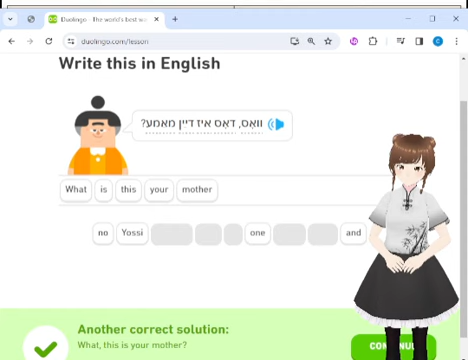 Duolingo - The world's best wa
duolingo.com/lesson
Write this in English
וואָס, דאָס איז דײַן מאַמע?
What is this your mother
no Yossi one and
Another correct solution:
What, this is your mother?